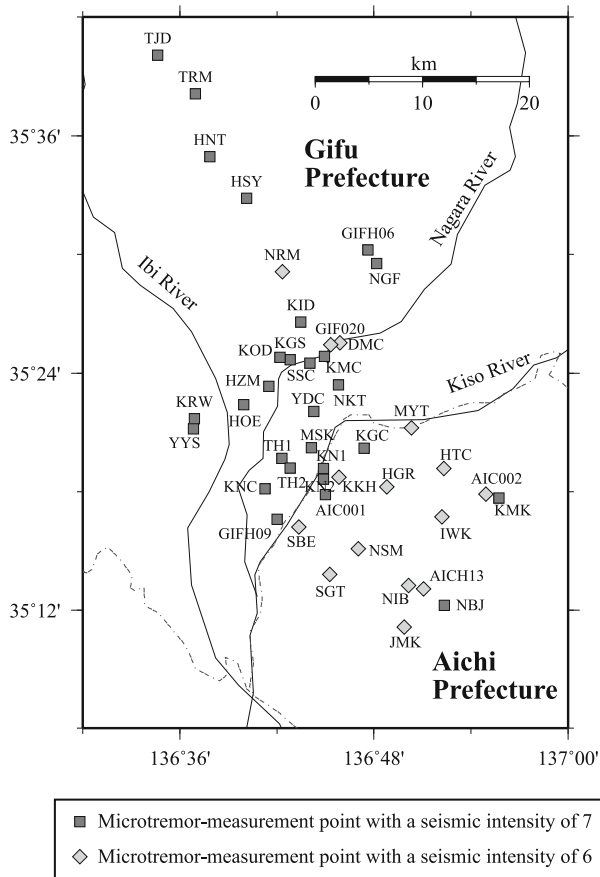 TJD
km
TRM
0 10 20
35°36'
HNT
Gifu
Prefecture
HSY
Nagara River
GIFH06
NRM
NGF
Ibi River
KID
GIF020
DMC
KGS
KOD
SSC
KMC
Kiso River
35°24'
HZM
NKT
KRW
YDC
MYT
HOE
YYS
MSK
KGC
TH1
KN1
HTC
TH2
KN2
KKH
HGR
AIC002
KNC
AIC001
KMK
GIFH09
SBE
IWK
NSM
SGT
AICH13
NIB
NBJ
35°12'
JMK
Aichi
Prefecture
136°36' 136°48' 137°00'
Microtremor-measurement point with a seismic intensity of 7
Microtremor-measurement point with a seismic intensity of 6